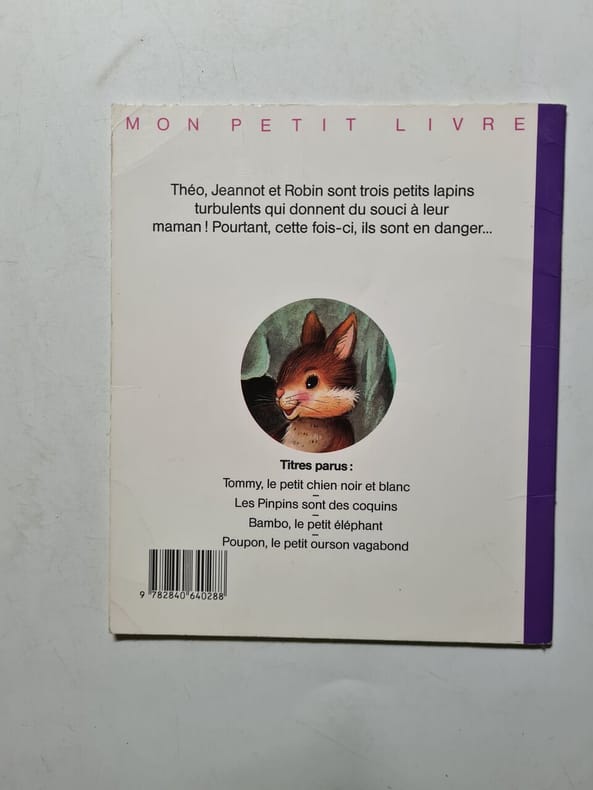 MON PETIT LIVRE
Théo, Jeannot et Robin sont trois petits lapins
turbulents qui donnent du souci à leur
maman ! Pourtant, cette fois-ci, ils sont en danger...
Titres parus :
Tommy, le petit chien noir et blanc
–
Les Pinpins sont des coquins
–
Bambo, le petit éléphant
–
Poupon, le petit ourson vagabond
9 782840 640288